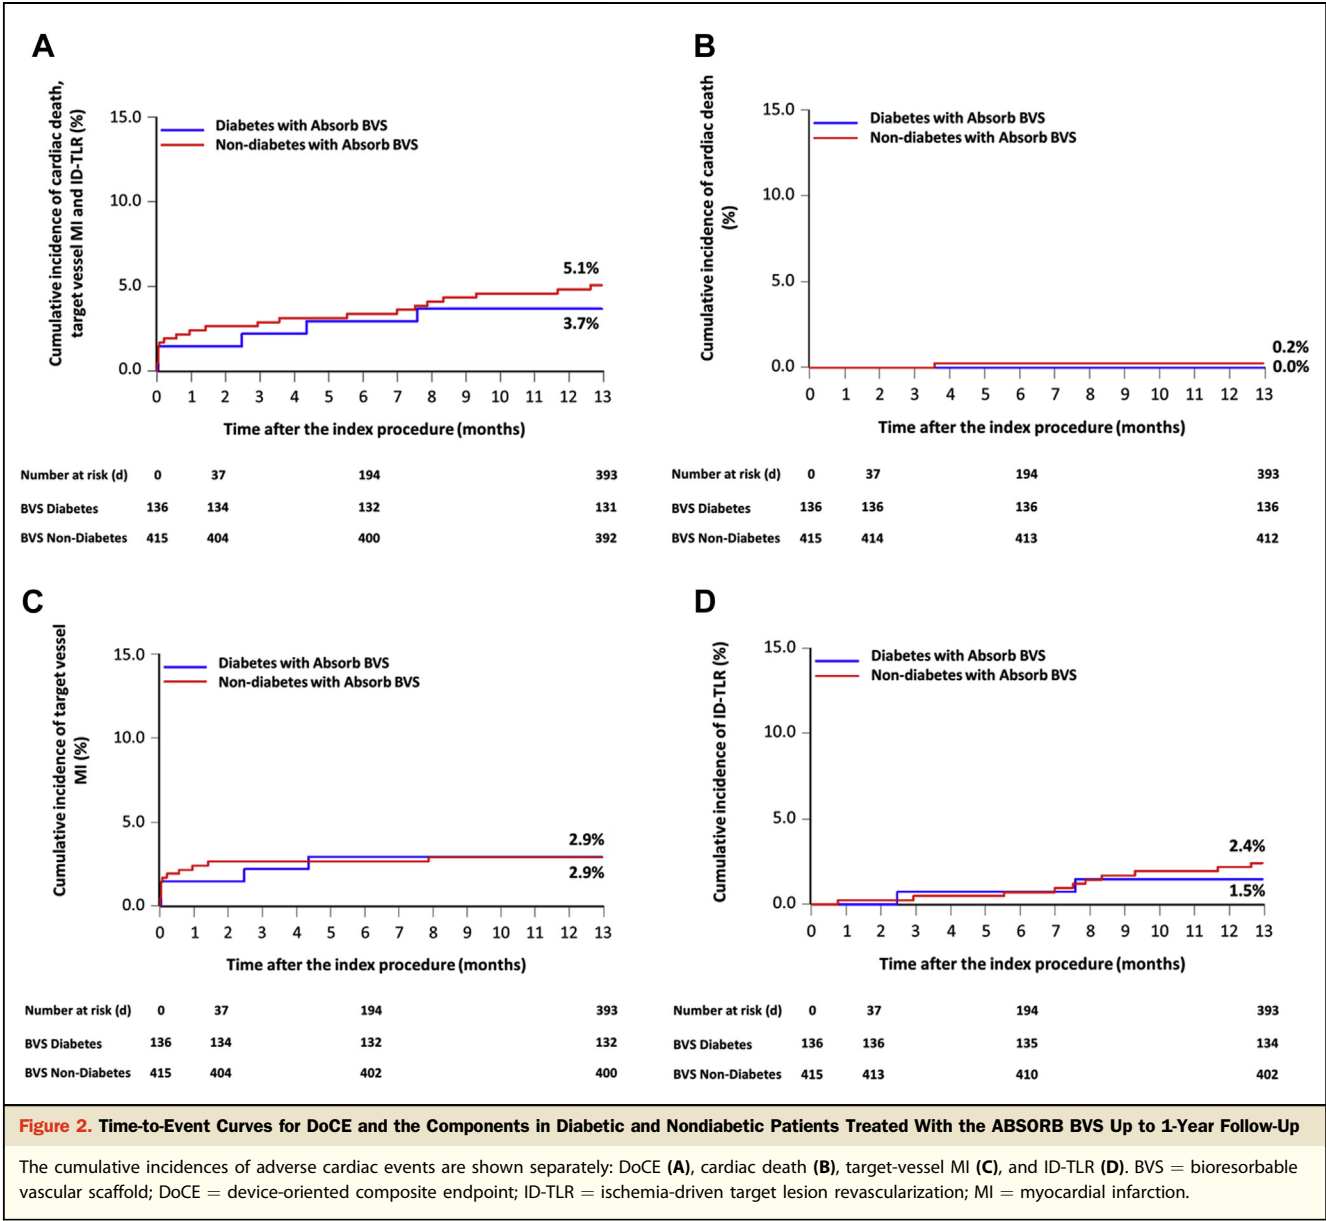 A
Cumulative incidence of cardiac death,
target vessel MI and ID-TLR (%)
15.0
10.0
5.0
0.0
Diabetes with Absorb BVS
Non-diabetes with Absorb BVS
5.1%
3.7%
0 1 2 3 4 5 6 7 8 9 10 11 12 13
Time after the index procedure (months)
Number at risk (d) 0 37 194 393
BVS Diabetes 136 134 132 131
BVS Non-Diabetes 415 404 400 392
B
Cumulative incidence of cardiac death
(%)
15.0
10.0
5.0
0.0
Diabetes with Absorb BVS
Non-diabetes with Absorb BVS
0.2%
0.0%
0 1 2 3 4 5 6 7 8 9 10 11 12 13
Time after the index procedure (months)
Number at risk (d) 0 37 194 393
BVS Diabetes 136 136 136 136
BVS Non-Diabetes 415 414 413 412
C
Cumulative incidence of target vessel
MI (%)
15.0
10.0
5.0
0.0
Diabetes with Absorb BVS
Non-diabetes with Absorb BVS
2.9%
2.9%
0 1 2 3 4 5 6 7 8 9 10 11 12 13
Time after the index procedure (months)
Number at risk (d) 0 37 194 393
BVS Diabetes 136 134 132 132
BVS Non-Diabetes 415 404 402 400
D
Cumulative incidence of ID-TLR (%)
15.0
10.0
5.0
0.0
Diabetes with Absorb BVS
Non-diabetes with Absorb BVS
2.4%
1.5%
0 1 2 3 4 5 6 7 8 9 10 11 12 13
Time after the index procedure (months)
Number at risk (d) 0 37 194 393
BVS Diabetes 136 136 135 134
BVS Non-Diabetes 415 413 410 402
Figure 2. Time-to-Event Curves for DoCE and the Components in Diabetic and Nondiabetic Patients Treated With the ABSORB BVS Up to 1-Year Follow-Up
The cumulative incidences of adverse cardiac events are shown separately: DoCE (A), cardiac death (B), target-vessel MI (C), and ID-TLR (D). BVS = bioresorbable
vascular scaffold; DoCE = device-oriented composite endpoint; ID-TLR = ischemia-driven target lesion revascularization; MI = myocardial infarction.